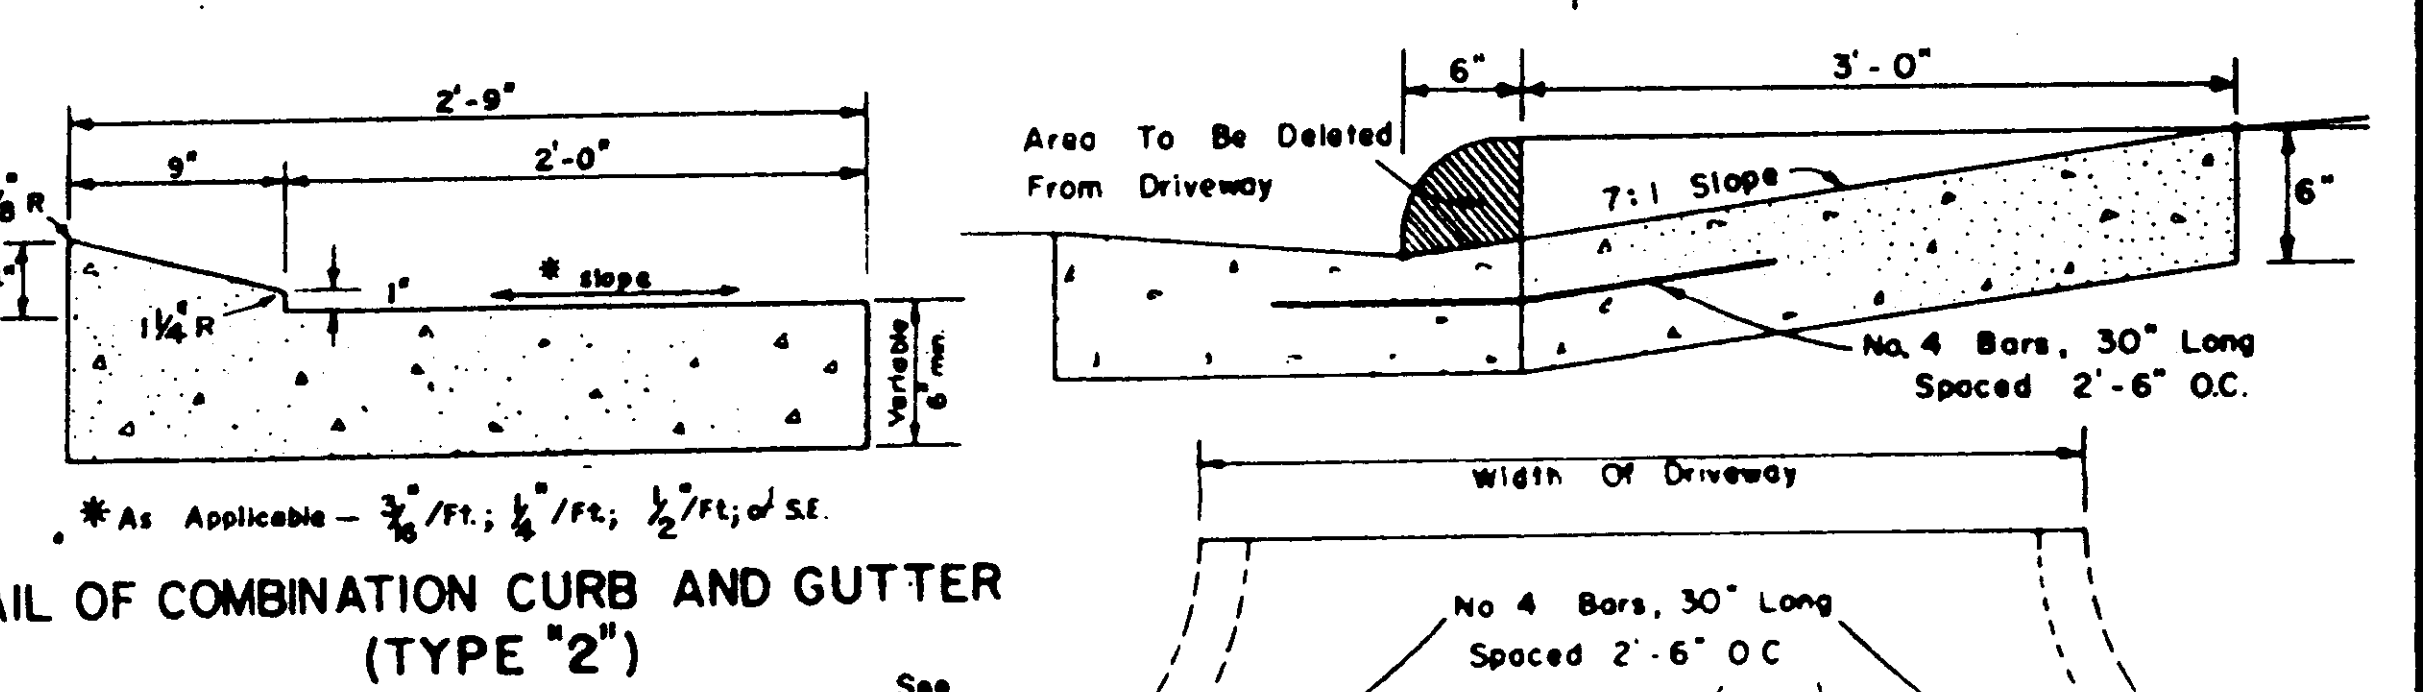 2'-9"
9"
2'-0"
8 R
1¼" R
1"
* slope
Variable
6" min.
* As Applicable – 3/16"/Ft.; ¼"/Ft.; ½"/Ft; S.E.
OF COMBINATION CURB AND GUTTER
(TYPE "2")
See
6"
3'-0"
Area To Be Deleted
From Driveway
7:1 Slope
6"
No. 4 Bars, 30" Long
Spaced 2'-6" O.C.
Width Of Driveway
No 4 Bars, 30" Long
Spaced 2'-6" O C